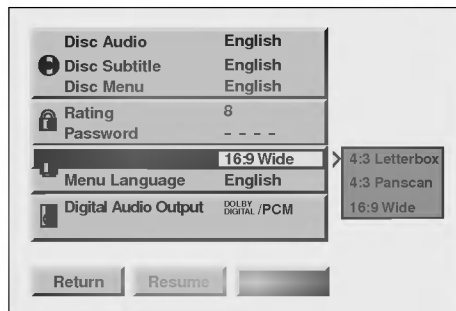 Disc Audio English
Disc Subtitle English
Disc Menu English
Rating 8
Password - - - -
16:9 Wide
Menu Language English
Digital Audio Output DOLBY DIGITAL /PCM
4:3 Letterbox
4:3 Panscan
16:9 Wide
Return Resume